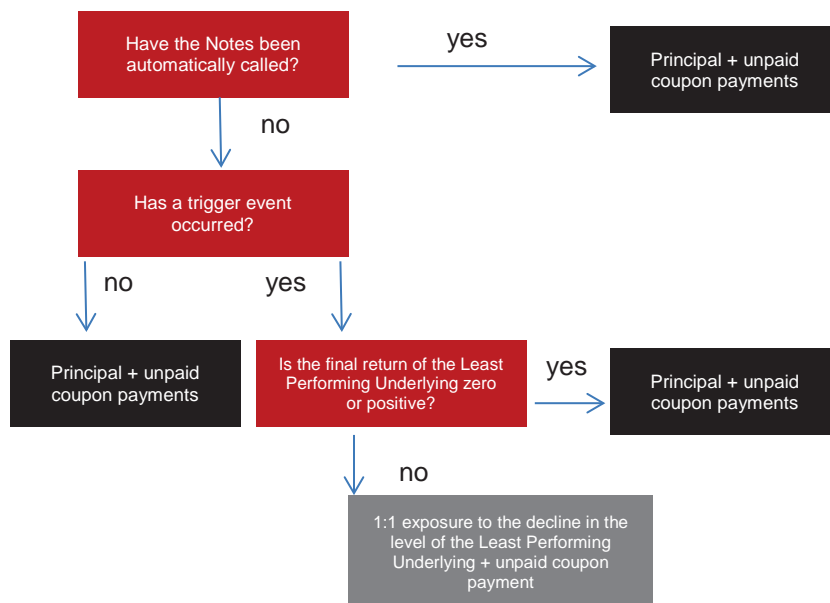 Have the Notes been
automatically called?
yes
Principal + unpaid
coupon payments
no
Has a trigger event
occurred?
no
yes
Principal + unpaid
coupon payments
Is the final return of the Least
Performing Underlying zero
or positive?
yes
Principal + unpaid
coupon payments
no
1:1 exposure to the decline in the
level of the Least Performing
Underlying + unpaid coupon
payment